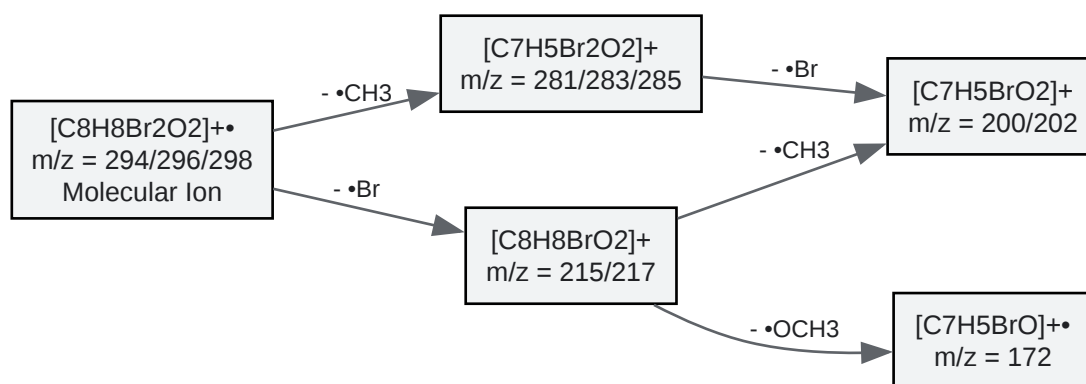 [C8H8Br2O2]+•
m/z = 294/296/298
Molecular Ion
- •CH3
[C7H5Br2O2]+
m/z = 281/283/285
- •Br
[C7H5BrO2]+
m/z = 200/202
- •Br
[C8H8BrO2]+
m/z = 215/217
- •CH3
- •OCH3
[C7H5BrO]+•
m/z = 172